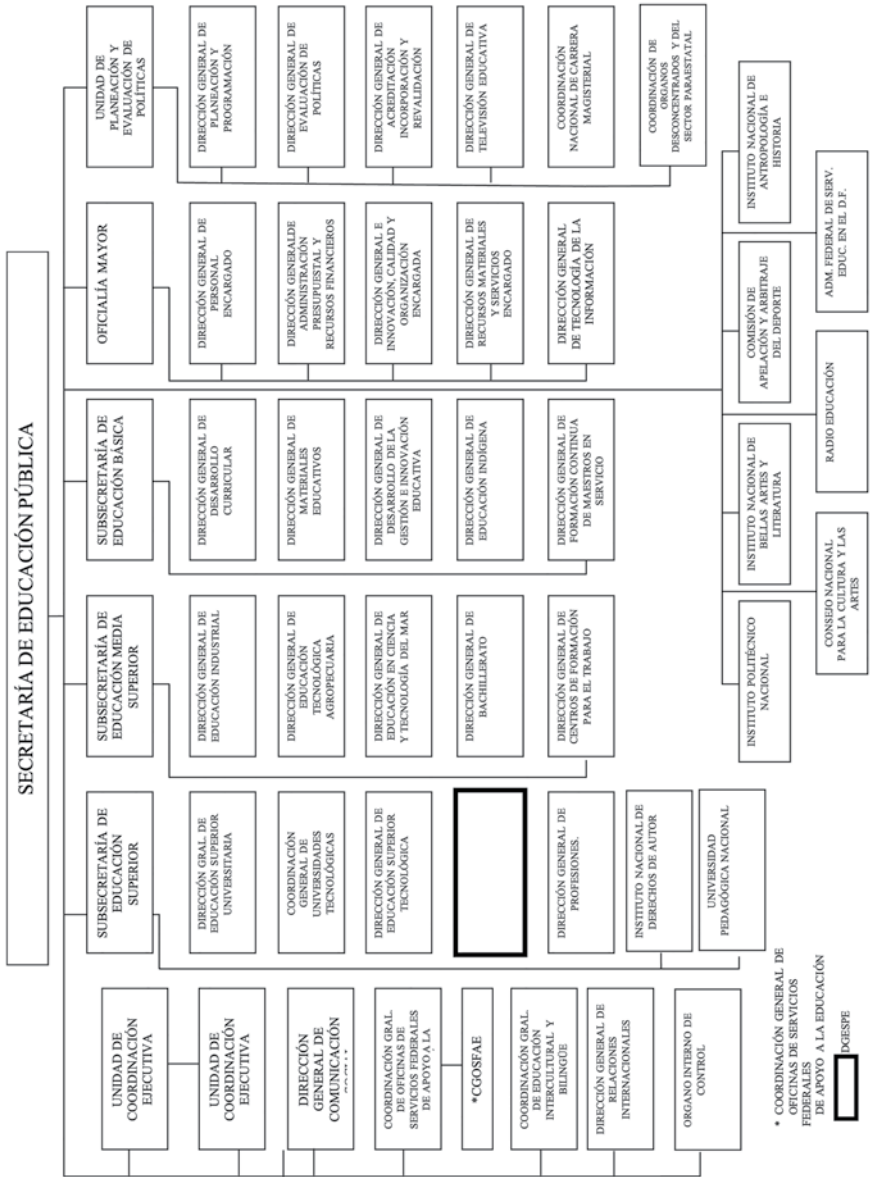 SECRETARÍA DE EDUCACIÓN PÚBLICA
UNIDAD DE
COORDINACIÓN
EJECUTIVA
UNIDAD DE
COORDINACIÓN
EJECUTIVA
DIRECCIÓN
GENERAL DE
COMUNICACIÓN
COORDINACIÓN GRAL.
DE OFICINAS DE
SERVICIOS FEDERALES
DE APOYO A LA
*CGOSFAE
COORDINACIÓN GRAL.
DE EDUCACIÓN
INTERCULTURAL Y
BILINGÜE
DIRECCIÓN GENERAL DE
RELACIONES
INTERNACIONALES
ORGANO INTERNO DE
CONTROL
SUBSECRETARÍA DE
EDUCACIÓN
SUPERIOR
DIRECCIÓN GRAL. DE
EDUCACIÓN SUPERIOR
UNIVERSITARIA
COORDINACIÓN
GENERAL DE
UNIVERSIDADES
TECNOLÓGICAS
DIRECCIÓN GENERAL DE
EDUCACIÓN SUPERIOR
TECNOLÓGICA
DIRECCIÓN GENERAL DE
PROFESIONES.
INSTITUTO NACIONAL DE
DERECHOS DE AUTOR
UNIVERSIDAD
PEDAGÓGICA NACIONAL
SUBSECRETARÍA DE
EDUCACIÓN MEDIA
SUPERIOR
DIRECCIÓN GENERAL DE
EDUCACIÓN INDUSTRIAL
DIRECCIÓN GENERAL DE
EDUCACIÓN
TECNOLÓGICA
AGROPECUARIA
DIRECCIÓN GENERAL DE
EDUCACIÓN EN CIENCIA
Y TECNOLOGÍA DEL MAR
DIRECCIÓN GENERAL DE
BACHILLERATO
DIRECCIÓN GENERAL DE
CENTROS DE FORMACIÓN
PARA EL TRABAJO
SUBSECRETARÍA DE
EDUCACIÓN BÁSICA
DIRECCIÓN GENERAL DE
DESARROLLO
CURRICULAR
DIRECCIÓN GENERAL DE
MATERIALES
EDUCATIVOS
DIRECCIÓN GENERAL DE
DESARROLLO DE LA
GESTIÓN E INNOVACIÓN
EDUCATIVA
DIRECCIÓN GENERAL DE
EDUCACIÓN INDÍGENA
DIRECCIÓN GENERAL DE
FORMACIÓN CONTINUA
DE MAESTROS EN
SERVICIO
OFICIALÍA MAYOR
DIRECCIÓN GENERAL DE
PERSONAL
ENCARGADO
DIRECCIÓN GENERALDE
ADMINISTRACIÓN
PRESUPUESTAL Y
RECURSOS FINANCIEROS
DIRECCIÓN GENERAL E
INNOVACIÓN, CALIDAD Y
ORGANIZACIÓN
ENCARGADA
DIRECCIÓN GENERAL DE
RECURSOS MATERIALES
Y SERVICIOS
ENCARGADO
DIRECCIÓN GENERAL
DE TECNOLOGÍA DE LA
INFORMACIÓN
UNIDAD DE
PLANEACIÓN Y
EVALUACIÓN DE
POLÍTICAS
DIRECCIÓN GENERAL DE
PLANEACIÓN Y
PROGRAMACIÓN
DIRECCIÓN GENERAL DE
EVALUACIÓN DE
POLÍTICAS
DIRECCIÓN GENERAL DE
ACREDITACIÓN
INCORPORACIÓN Y
REVALIDACIÓN
DIRECCIÓN GENERAL DE
TELEVISIÓN EDUCATIVA
COORDINACIÓN
NACIONAL DE CARRERA
MAGISTERIAL
COORDINACIÓN DE
ORGANOS
DESCONCENTRADOS Y DEL
SECTOR PARAESTATAL
INSTITUTO POLITÉCNICO
NACIONAL
INSTITUTO NACIONAL DE
BELLAS ARTES Y
LITERATURA
COMISIÓN DE
APELACIÓN Y ARBITRAJE
DEL DEPORTE
INSTITUTO NACIONAL DE
ANTROPOLOGÍA E
HISTORIA
CONSEJO NACIONAL
PARA LA CULTURA Y LAS
ARTES
RADIO EDUCACIÓN
ADM. FEDERAL DE SERV.
EDUC. EN EL D.F.
* COORDINACIÓN GENERAL DE
OFICINAS DE SERVICIOS
FEDERALES
DE APOYO A LA EDUCACIÓN
DGESPE